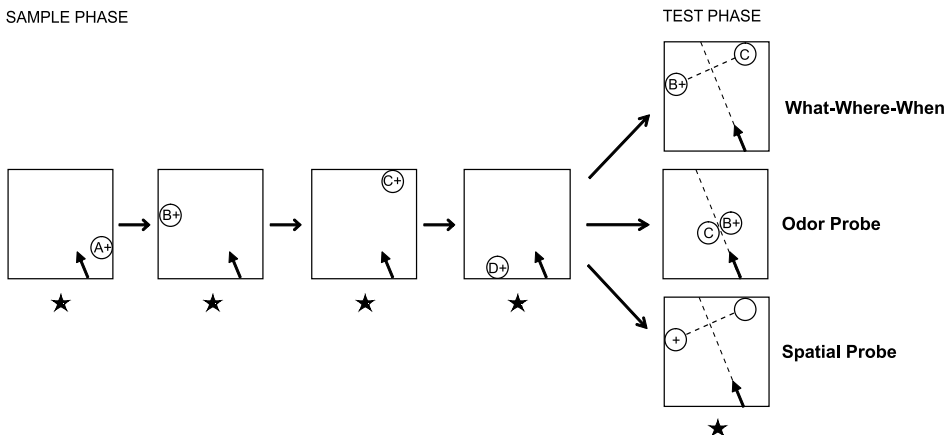 SAMPLE PHASE
TEST PHASE
C
B+
What-Where-When
A+
B+
C+
D+
C
B+
Odor Probe
+
Spatial Probe